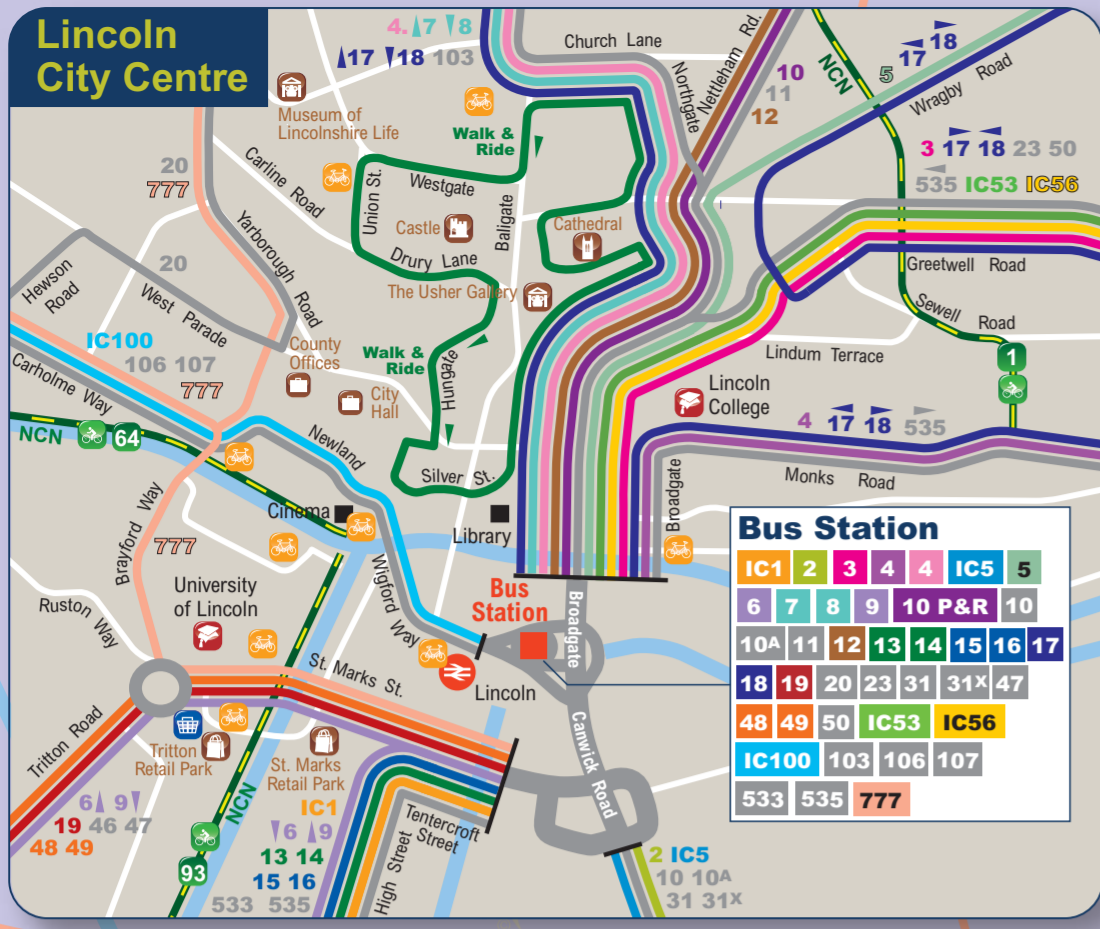 Lincoln
City Centre
4. 7 8
17 18 103
Church Lane
Northgate
Nettleham Rd.
10
11
12
NCN
5 17 18
Wragby Road
Museum of
Lincolnshire Life
Walk &
Ride
3 17 18 23 50
535 IC53 IC56
20
777
Carline Road
Union St.
Westgate
Bailgate
Castle
Cathedral
Drury Lane
The Usher Gallery
Greetwell Road
Hewson
Road
20
West Parade
Yarborough Road
Sewell Road
1
IC100
106 107
777
Carholme Way
County
Offices
City
Hall
Walk &
Ride
Hungate
Lindum Terrace
Lincoln
College
4 17 18 535
Monks Road
NCN 64
Newland
Silver St.
Broadgate
Cinema
Library
Brayford Way
777
Wigford Way
Bus
Station
Broadgate
University
of Lincoln
Ruston Way
St. Marks St.
Lincoln
Canwick Road
Tritton Road
Tritton
Retail Park
St. Marks
Retail Park
NCN
93
6 9
19 46 47
48 49
IC1
6 9
13 14
15 16
533 535
High Street
Tentercroft
Street
2 IC5
10 10A
31 31X
Bus Station
IC1 2 3 4 4 IC5 5
6 7 8 9 10 P&R 10
10A 11 12 13 14 15 16 17
18 19 20 23 31 31X 47
48 49 50 IC53 IC56
IC100 103 106 107
533 535 777